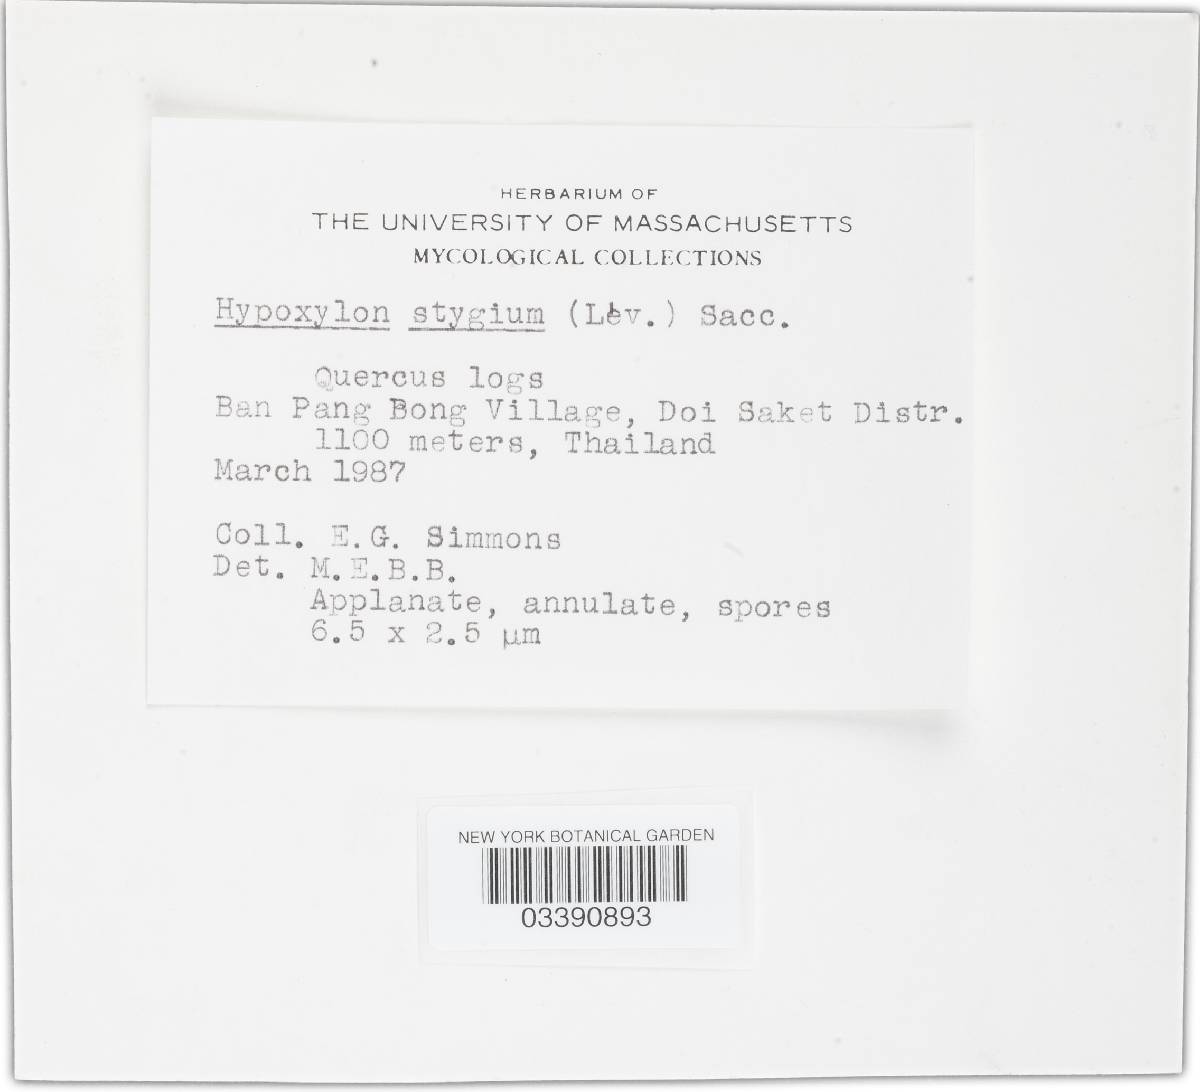 HERBARIUM OF
THE UNIVERSITY OF MASSACHUSETTS
MYCOLOGICAL COLLECTIONS
Hypoxylon stygium (Lév.) Sacc.
Quercus logs
Ban Pang Bong Village, Doi Saket Distr.
1100 meters, Thailand
March 1987
Coll. E.G. Simmons
Det. M.E.B.B.
Applanate, annulate, spores
6.5 x 2.5 µm
NEW YORK BOTANICAL GARDEN
03390893